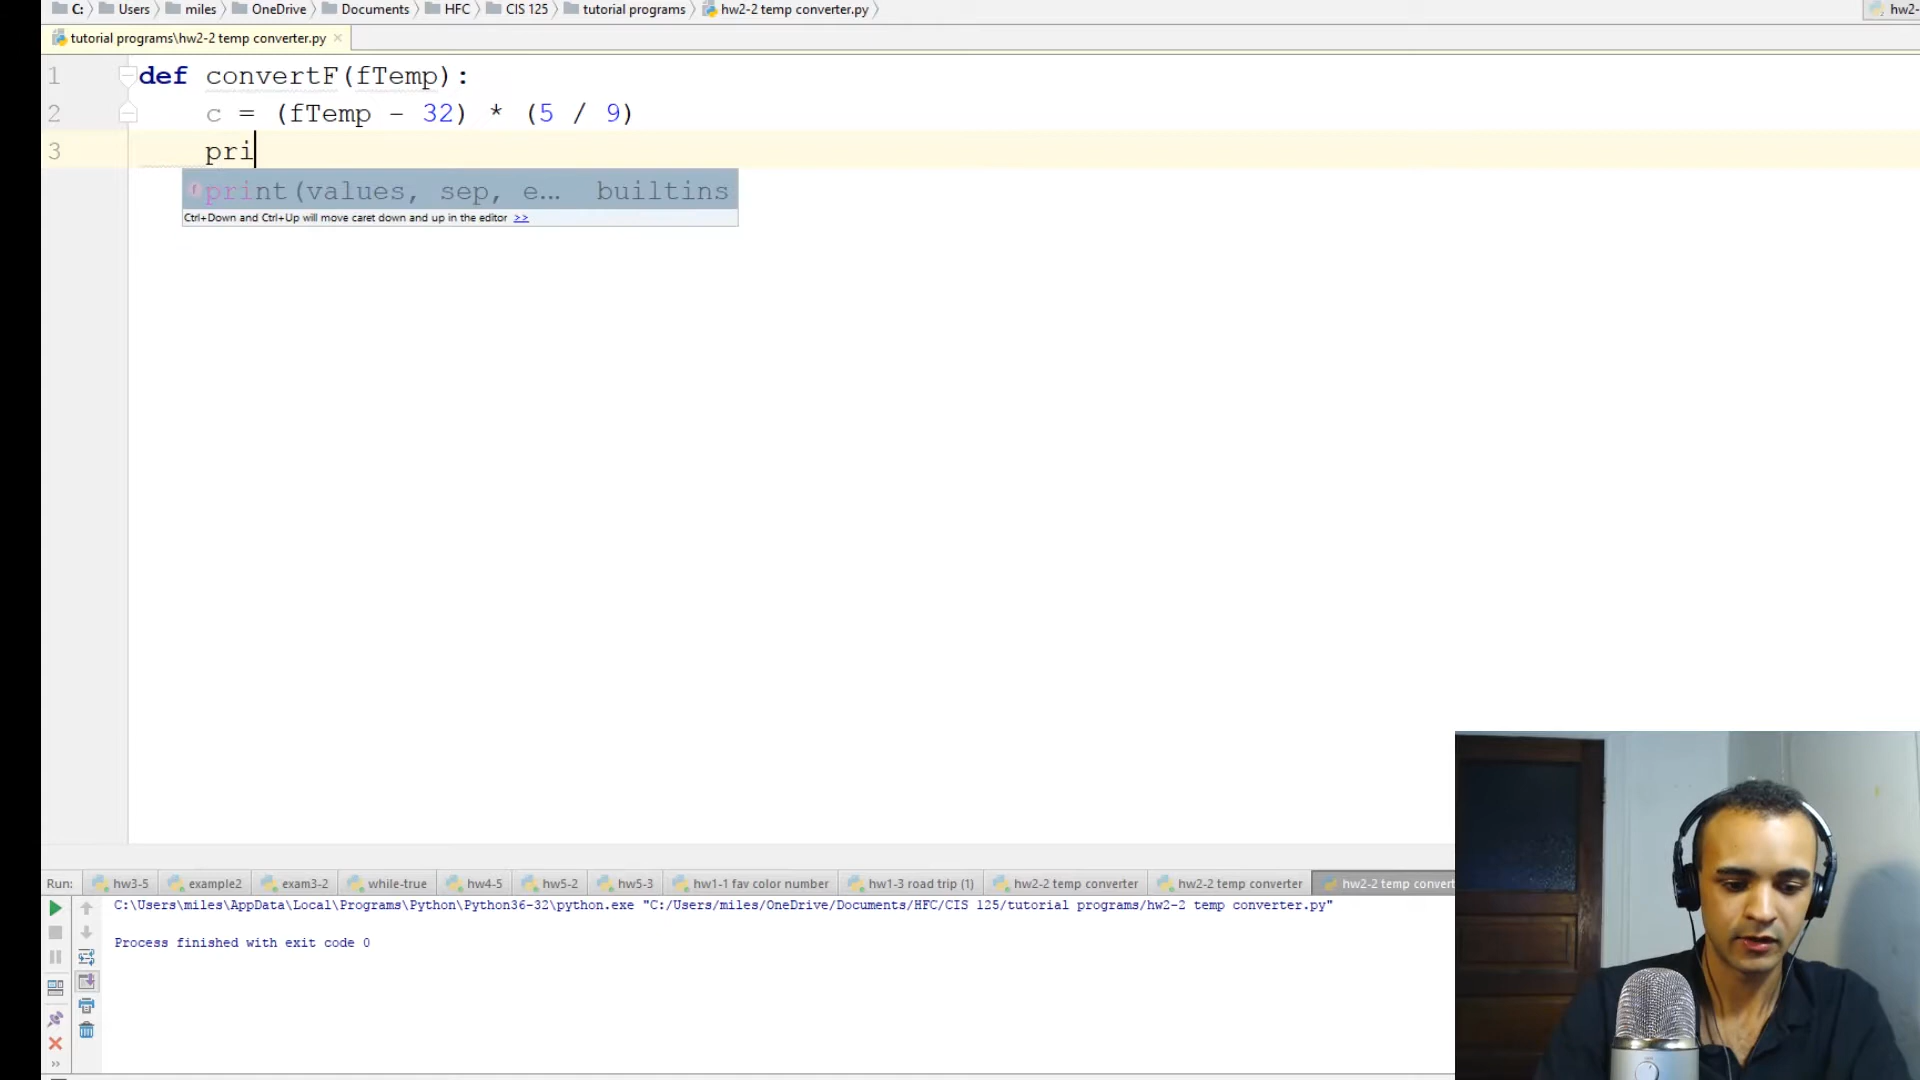 C: Users miles OneDrive Documents HFC CIS 125 tutorial programs hw2-2 temp converter.py hw2-
tutorial programs\hw2-2 temp converter.py
1 def convertF(fTemp):
2 c = (fTemp - 32) * (5 / 9)
3 pri
print(values, sep, e... builtins
Ctrl+Down and Ctrl+Up will move caret down and up in the editor >>
Run: hw3-5 example2 exam3-2 while-true hw4-5 hw5-2 hw5-3 hw1-1 fav color number hw1-3 road trip (1) hw2-2 temp converter hw2-2 temp converter hw2-2 temp convert
C:\Users\miles\AppData\Local\Programs\Python\Python36-32\python.exe "C:/Users/miles/OneDrive/Documents/HFC/CIS 125/tutorial programs/hw2-2 temp converter.py"
Process finished with exit code 0